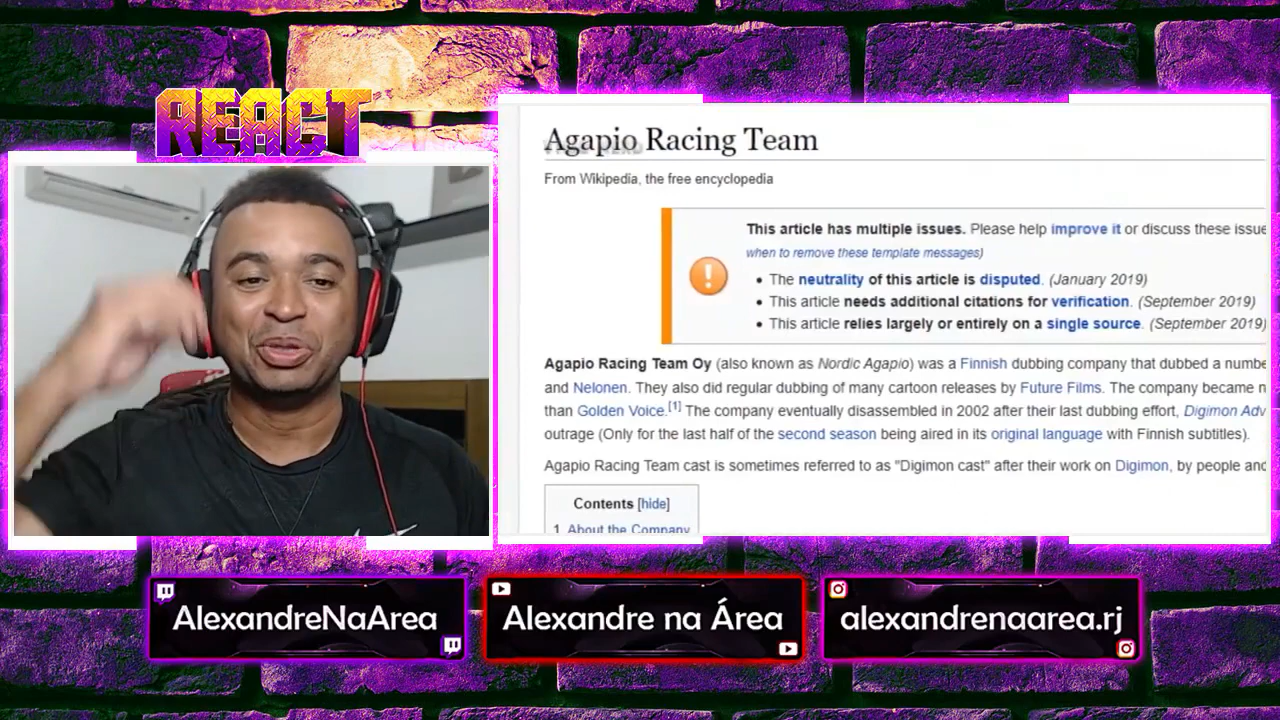 REACT
Agapio Racing Team
From Wikipedia, the free encyclopedia
This article has multiple issues. Please help improve it or discuss these issue
when to remove these template messages)
• The neutrality of this article is disputed. (January 2019)
• This article needs additional citations for verification. (September 2019)
• This article relies largely or entirely on a single source. (September 2019)
Agapio Racing Team Oy (also known as Nordic Agapio) was a Finnish dubbing company that dubbed a numbe
and Nelonen. They also did regular dubbing of many cartoon releases by Future Films. The company became n
than Golden Voice.[1] The company eventually disassembled in 2002 after their last dubbing effort, Digimon Adv
outrage (Only for the last half of the second season being aired in its original language with Finnish subtitles).
Agapio Racing Team cast is sometimes referred to as "Digimon cast" after their work on Digimon, by people and
Contents [hide]
1 About the Company
AlexandreNaArea
Alexandre na Área
alexandrenaarea.rj